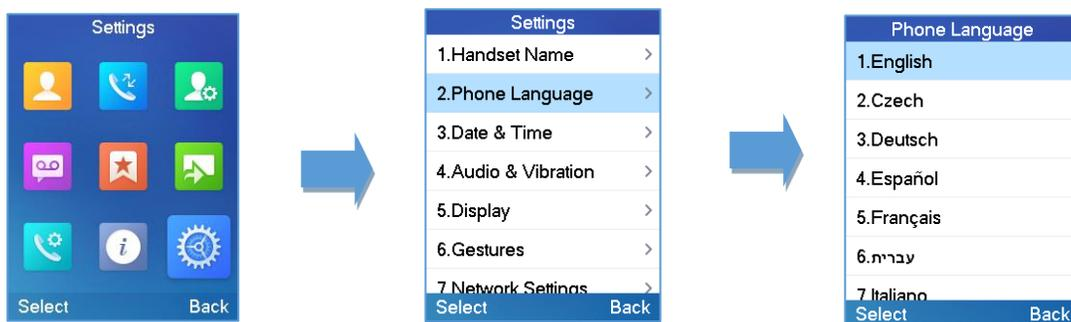 Settings
Select Back
Settings
1.Handset Name
2.Phone Language
3.Date & Time
4.Audio & Vibration
5.Display
6.Gestures
7.Network Settings
Select Back
Phone Language
1.English
2.Czech
3.Deutsch
4.Español
5.Français
6.עברית
7.Italiano
Select Back